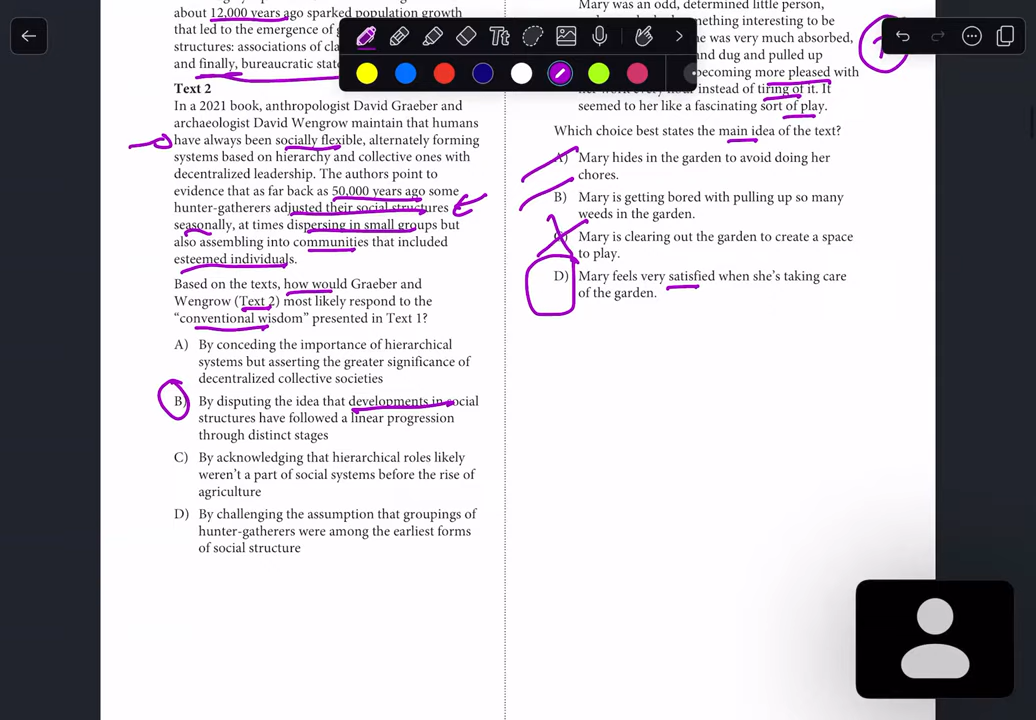 about 12,000 years ago sparked population growth
that led to the emergence of
structures: associations of cla
and finally, bureaucratic stat
Text 2
In a 2021 book, anthropologist David Graeber and
archaeologist David Wengrow maintain that humans
have always been socially flexible, alternately forming
systems based on hierarchy and collective ones with
decentralized leadership. The authors point to
evidence that as far back as 50,000 years ago some
hunter-gatherers adjusted their social structures
seasonally, at times dispersing in small groups but
also assembling into communities that included
esteemed individuals.
Based on the texts, how would Graeber and
Wengrow (Text 2) most likely respond to the
“conventional wisdom” presented in Text 1?
A) By conceding the importance of hierarchical
systems but asserting the greater significance of
decentralized collective societies
B) By disputing the idea that developments in social
structures have followed a linear progression
through distinct stages
C) By acknowledging that hierarchical roles likely
weren’t a part of social systems before the rise of
agriculture
D) By challenging the assumption that groupings of
hunter-gatherers were among the earliest forms
of social structure
Mary was an odd, determined little person,
mething interesting to be
e was very much absorbed,
and dug and pulled up
becoming more pleased with
her work every hour instead of tiring of it. It
seemed to her like a fascinating sort of play.
Which choice best states the main idea of the text?
A) Mary hides in the garden to avoid doing her
chores.
B) Mary is getting bored with pulling up so many
weeds in the garden.
C) Mary is clearing out the garden to create a space
to play.
D) Mary feels very satisfied when she’s taking care
of the garden.
Tt